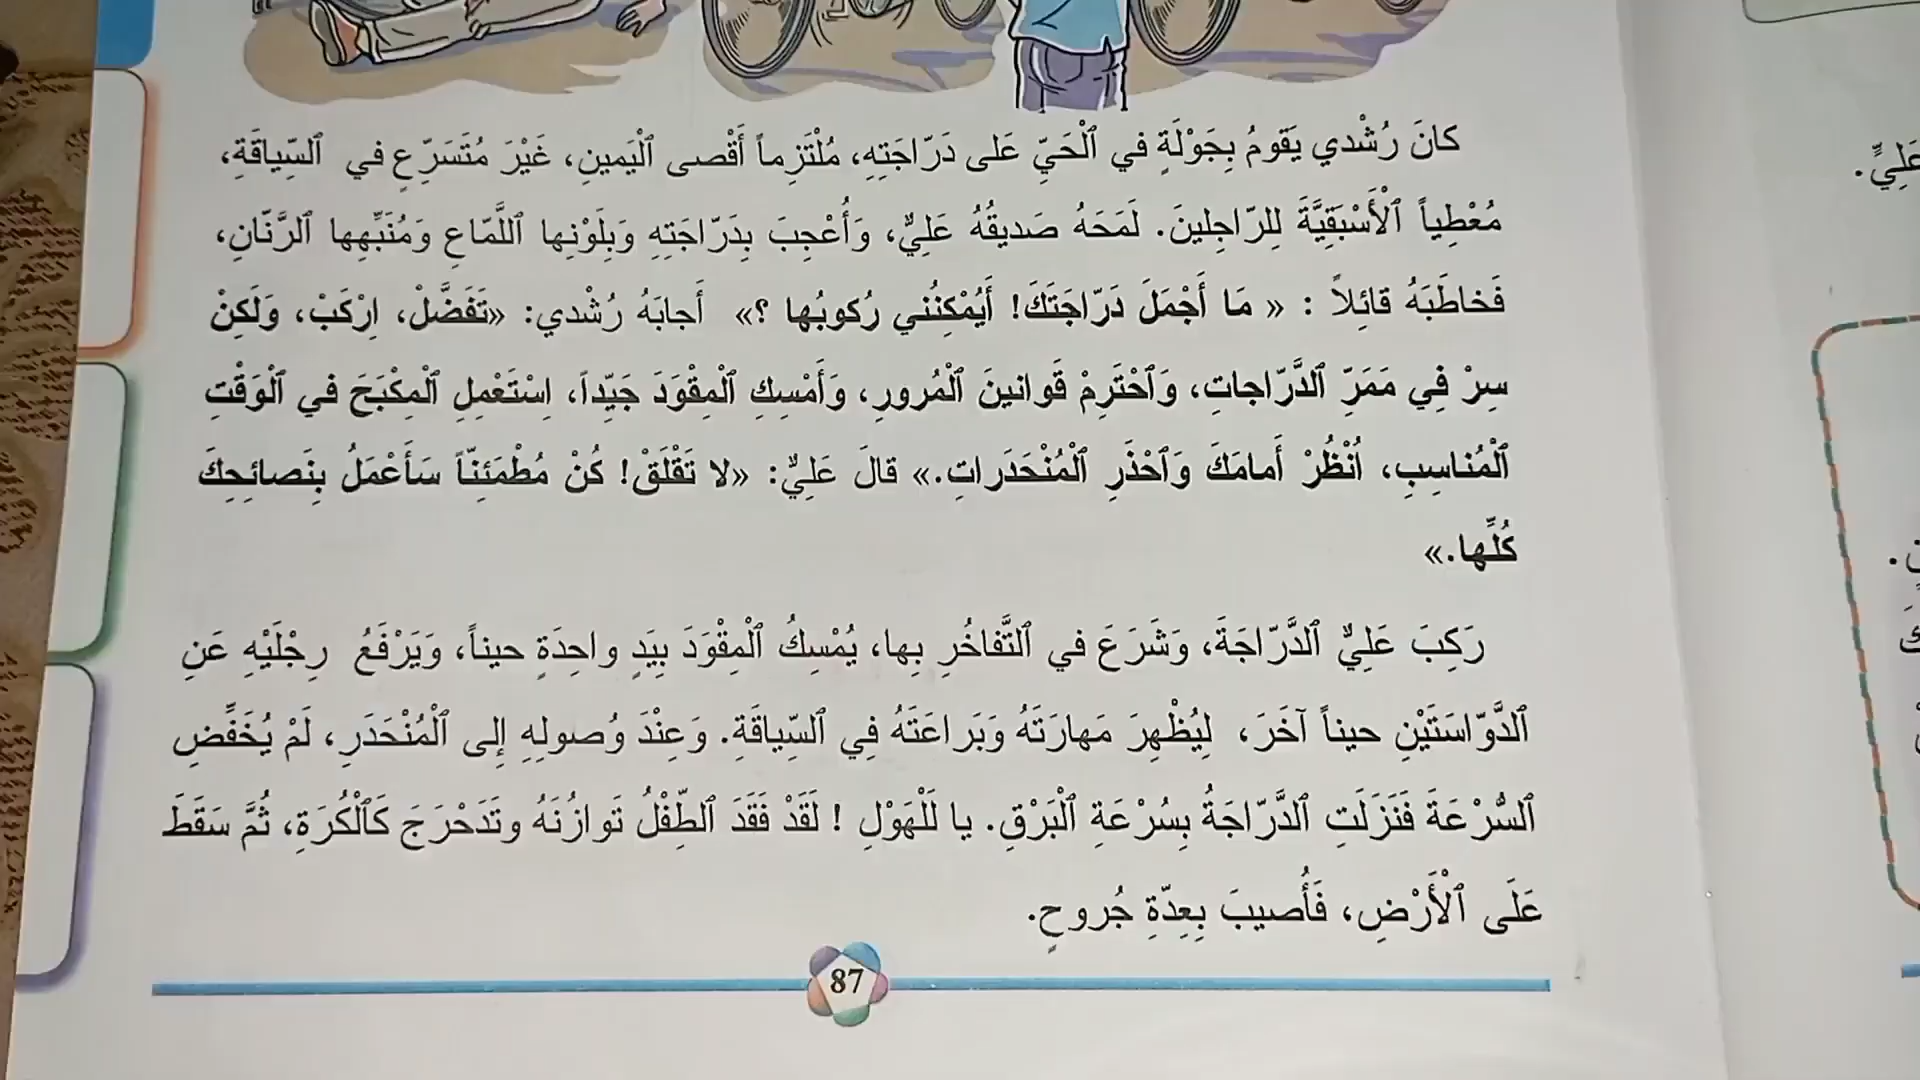 كانَ رُشْدي يَقومُ بِجَوْلَةٍ في ٱلْحَيِّ عَلى دَرّاجَتِهِ، مُلْتَزِماً أَقْصى ٱلْيَمينِ، غَيْرَ مُتَسَرِّعٍ في ٱلسِّياقَةِ،
مُعْطِياً ٱلْأَسْبَقِيَّةَ لِلرّاجِلينَ. لَمَحَهُ صَديقُهُ عَلِيٌّ، وَأُعْجِبَ بِدَرّاجَتِهِ وَبِلَوْنِها ٱللَّمّاعِ وَمُنَبِّهِها ٱلرَّنّانِ،
فَخاطَبَهُ قائِلاً : « مَا أَجْمَلَ دَرّاجَتَكَ! أَيُمْكِنُني رُكوبُها ؟» أَجابَهُ رُشْدي: «تَفَضَّلْ، اِرْكَبْ، وَلَكِنْ
سِرْ فِي مَمَرِّ ٱلدَّرّاجاتِ، وَٱحْتَرِمْ قَوانينَ ٱلْمُرورِ، وَأَمْسِكِ ٱلْمِقْوَدَ جَيِّداً، اِسْتَعْمِلِ ٱلْمِكْبَحَ في ٱلْوَقْتِ
ٱلْمُناسِبِ، اُنْظُرْ أَمامَكَ وَٱحْذَرِ ٱلْمُنْحَدَراتِ.» قالَ عَلِيٌّ: «لا تَقْلَقْ! كُنْ مُطْمَئِنّاً سَأَعْمَلُ بِنَصائِحِكَ
كُلِّها.»
رَكِبَ عَلِيٌّ ٱلدَّرّاجَةَ، وَشَرَعَ في ٱلتَّفاخُرِ بِها، يُمْسِكُ ٱلْمِقْوَدَ بِيَدٍ واحِدَةٍ حيناً، وَيَرْفَعُ رِجْلَيْهِ عَنِ
ٱلدَّوّاسَتَيْنِ حيناً آخَرَ، لِيُظْهِرَ مَهارَتَهُ وَبَراعَتَهُ فِي ٱلسِّياقَةِ. وَعِنْدَ وُصولِهِ إِلى ٱلْمُنْحَدَرِ، لَمْ يُخَفِّضِ
ٱلسُّرْعَةَ فَنَزَلَتِ ٱلدَّرّاجَةُ بِسُرْعَةِ ٱلْبَرْقِ. يا لَلْهَوْلِ ! لَقَدْ فَقَدَ ٱلطِّفْلُ تَوازُنَهُ وتَدَحْرَجَ كَٱلْكُرَةِ، ثُمَّ سَقَطَ
عَلَى ٱلْأَرْضِ، فَأُصيبَ بِعِدّةِ جُروحٍ.
87
عَلِيٍّ.